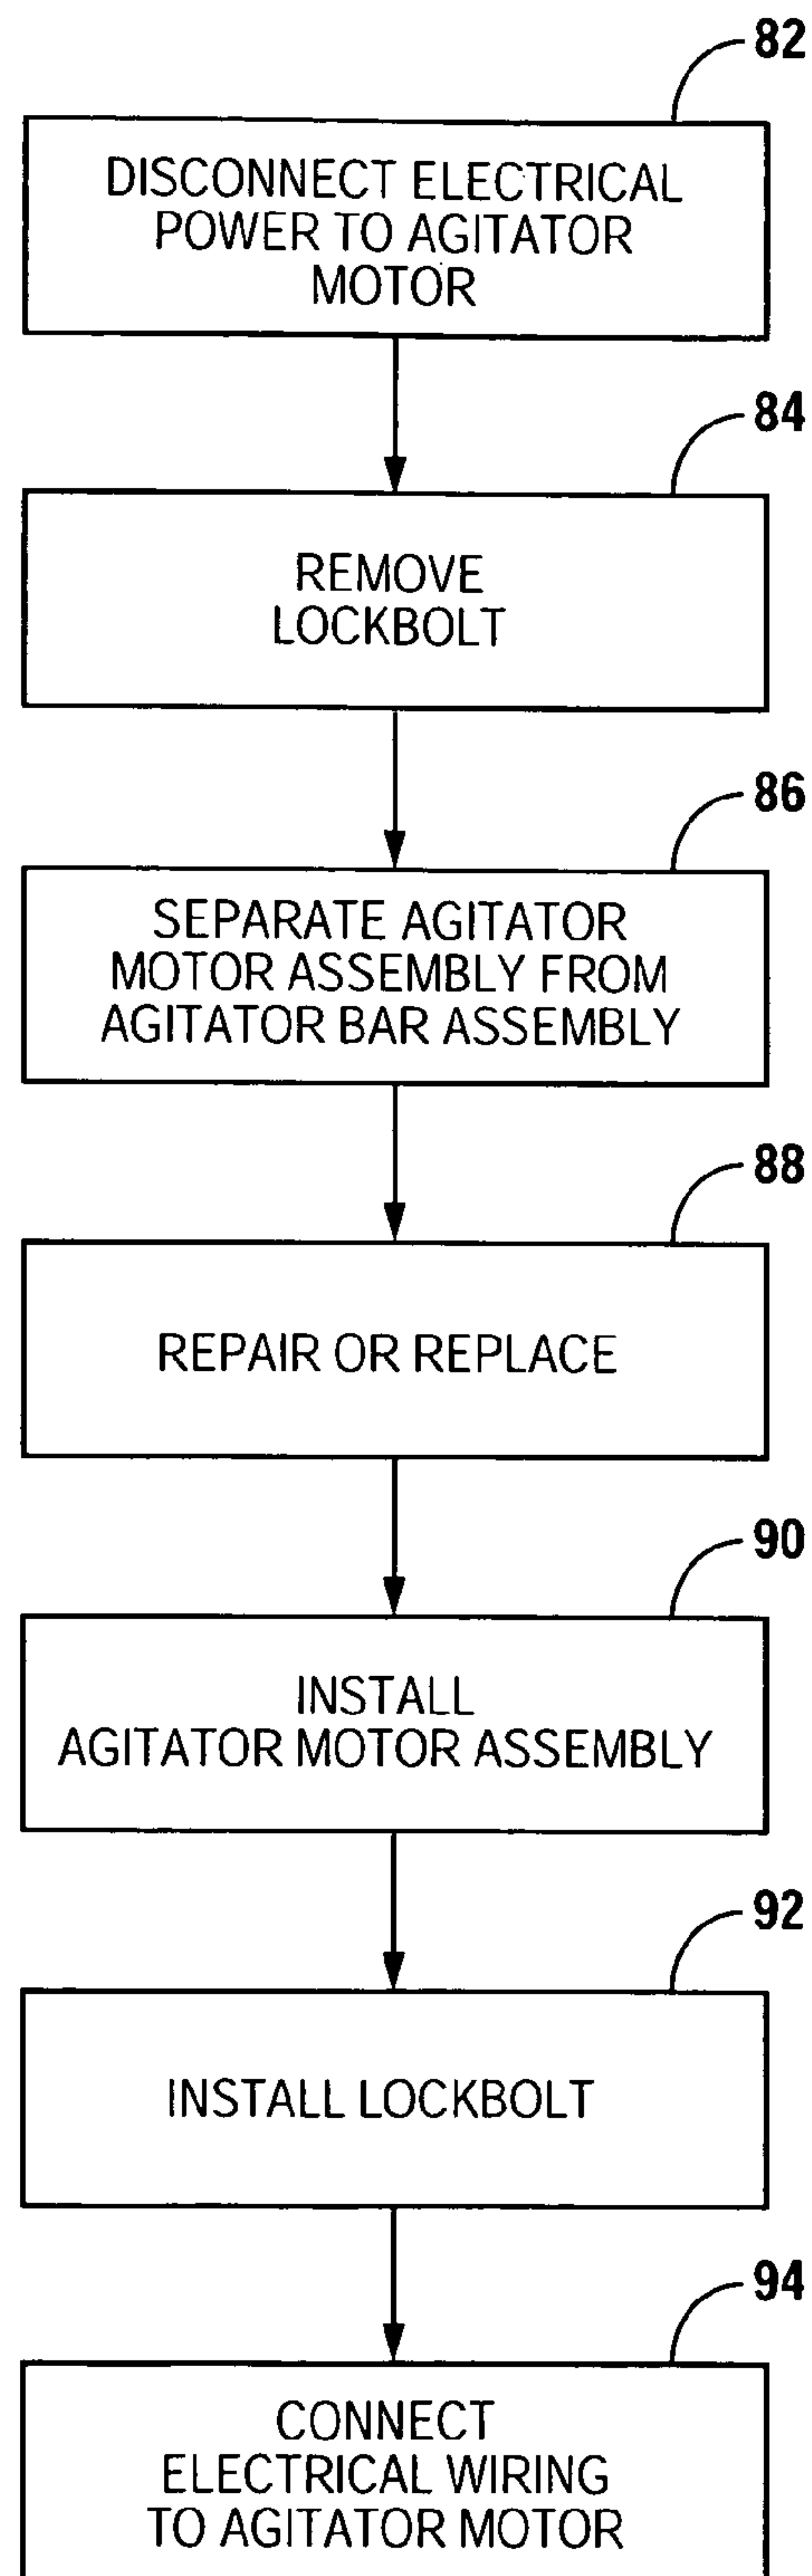 82
DISCONNECT ELECTRICAL
POWER TO AGITATOR
MOTOR
84
REMOVE
LOCKBOLT
86
SEPARATE AGITATOR
MOTOR ASSEMBLY FROM
AGITATOR BAR ASSEMBLY
88
REPAIR OR REPLACE
90
INSTALL
AGITATOR MOTOR ASSEMBLY
92
INSTALL LOCKBOLT
94
CONNECT
ELECTRICAL WIRING
TO AGITATOR MOTOR